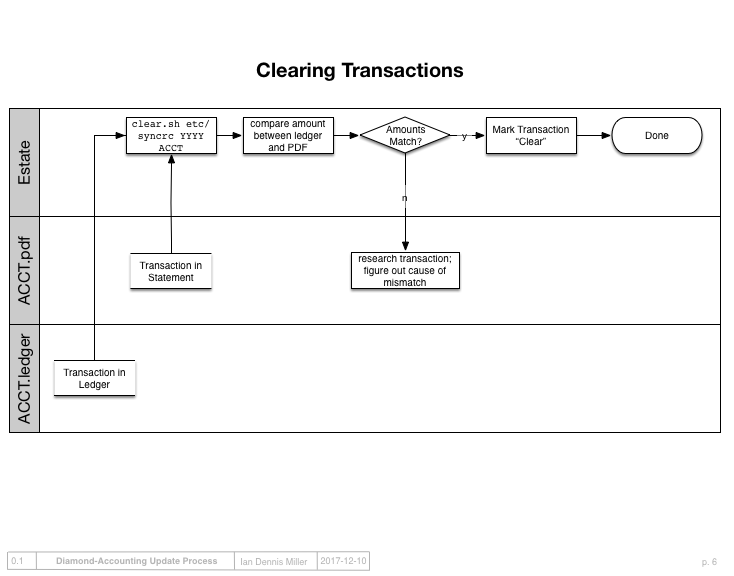 Clearing Transactions
Estate
clear.sh etc/
syncrc YYYY
ACCT
compare amount
between ledger
and PDF
Amounts
Match?
y
Mark Transaction
“Clear”
Done
n
ACCT.pdf
Transaction in
Statement
research transaction;
figure out cause of
mismatch
ACCT.ledger
Transaction in
Ledger
0.1
Diamond-Accounting Update Process
Ian Dennis Miller
2017-12-10
p. 6